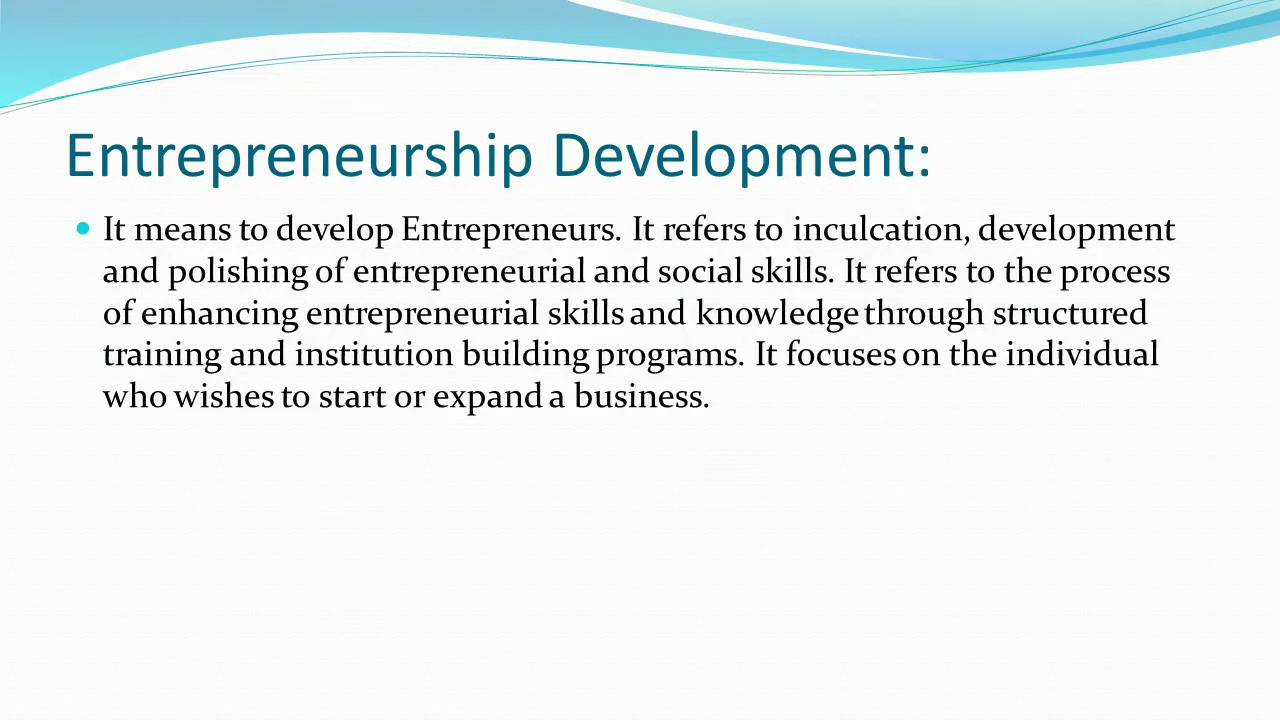 Entrepreneurship Development:
It means to develop Entrepreneurs. It refers to inculcation, development
and polishing of entrepreneurial and social skills. It refers to the process
of enhancing entrepreneurial skills and knowledge through structured
training and institution building programs. It focuses on the individual
who wishes to start or expand a business.